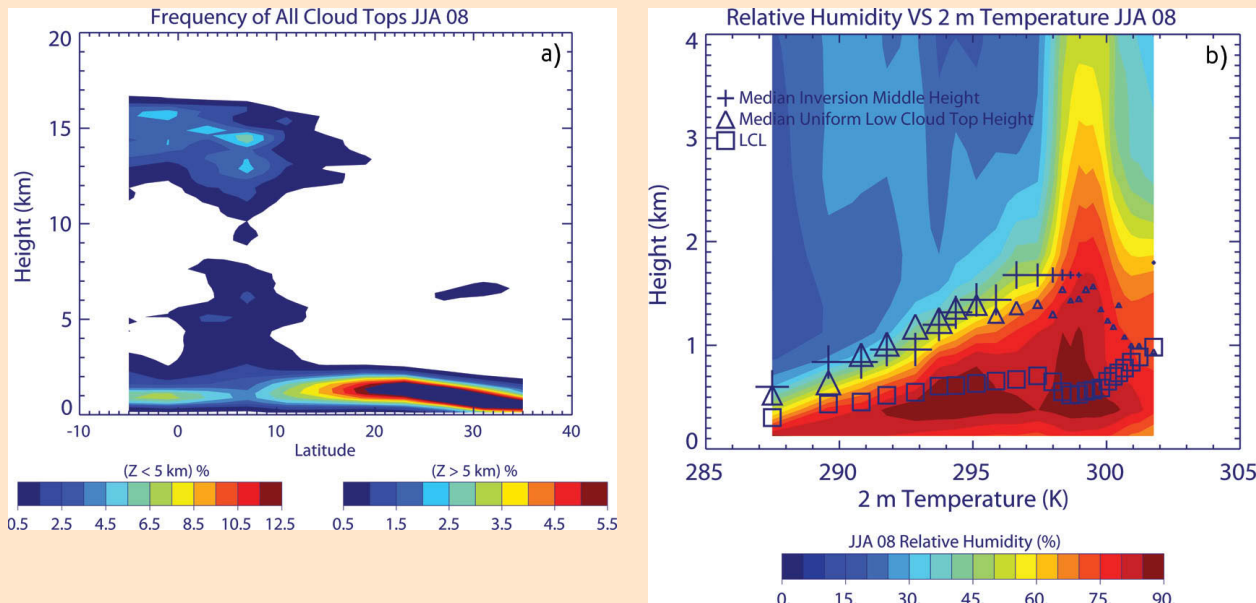 Frequency of All Cloud Tops JJA 08
a)
20
15
10
5
0
Height (km)
-10 0 10 20 30 40
Latitude
(Z < 5 km) %
0.5 2.5 4.5 6.5 8.5 10.5 12.5
(Z > 5 km) %
0.5 1.5 2.5 3.5 4.5 5.5
Relative Humidity VS 2 m Temperature JJA 08
b)
4
3
2
1
0
Height (km)
Median Inversion Middle Height
Median Uniform Low Cloud Top Height
LCL
285 290 295 300 305
2 m Temperature (K)
JJA 08 Relative Humidity (%)
0 15 30 45 60 75 90